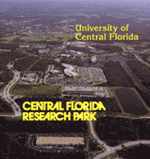 University of
Central Florida
CENTRAL FLORIDA
RESEARCH PARK